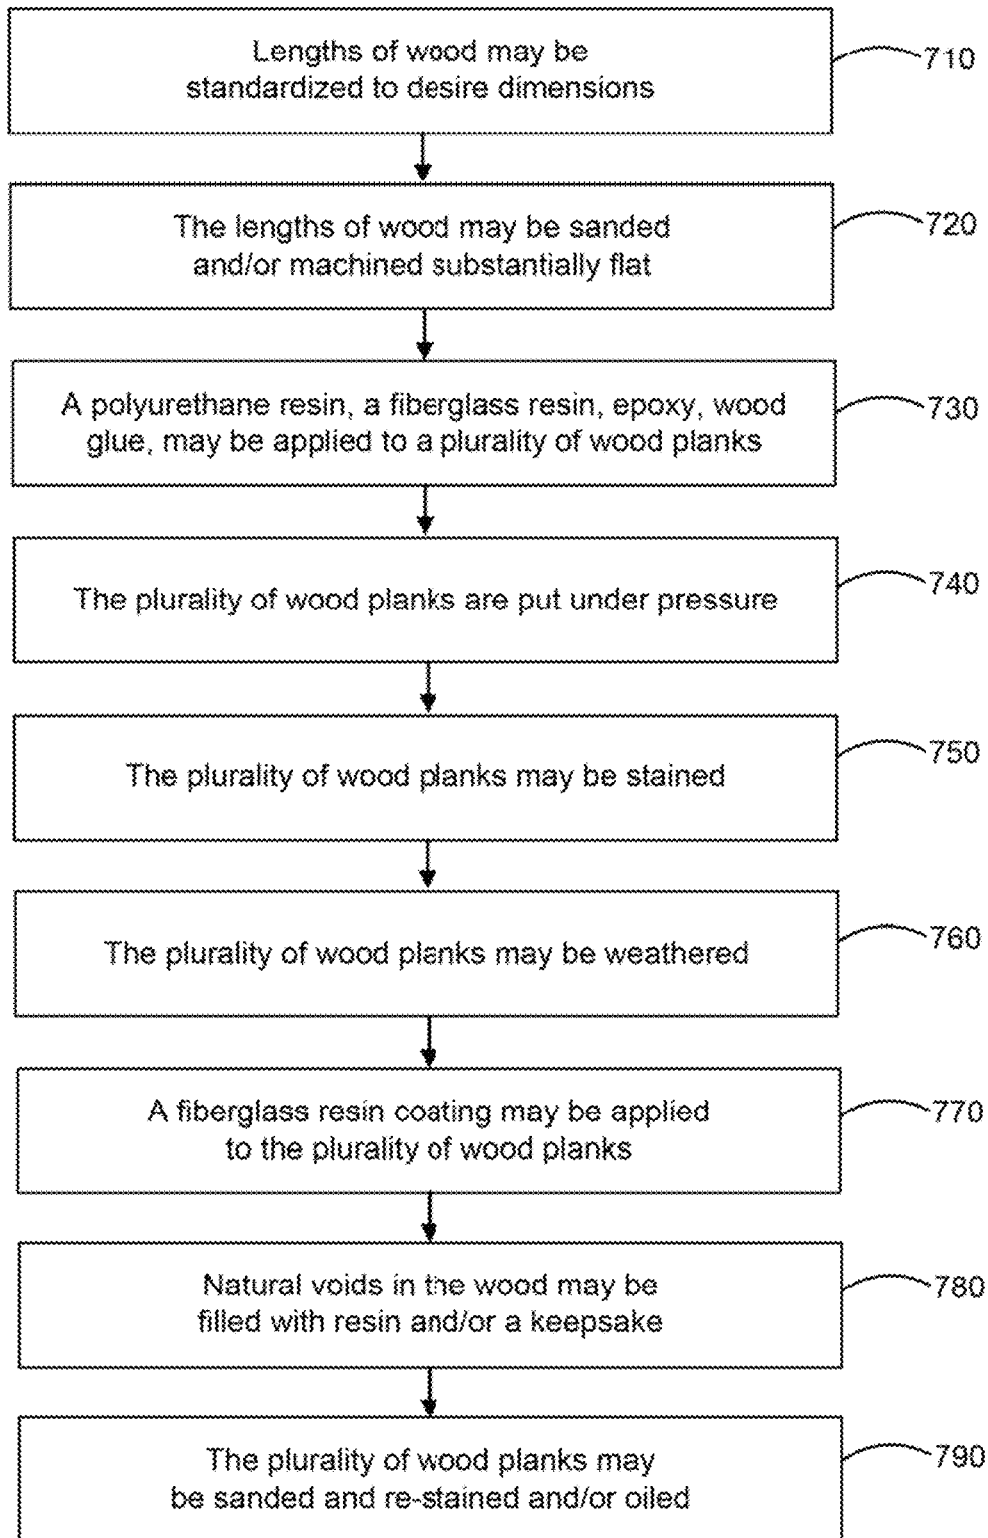 Lengths of wood may be
standardized to desire dimensions
710
The lengths of wood may be sanded
and/or machined substantially flat
720
A polyurethane resin, a fiberglass resin, epoxy, wood
glue, may be applied to a plurality of wood planks
730
The plurality of wood planks are put under pressure
740
The plurality of wood planks may be stained
750
The plurality of wood planks may be weathered
760
A fiberglass resin coating may be applied
to the plurality of wood planks
770
Natural voids in the wood may be
filled with resin and/or a keepsake
780
The plurality of wood planks may
be sanded and re-stained and/or oiled
790